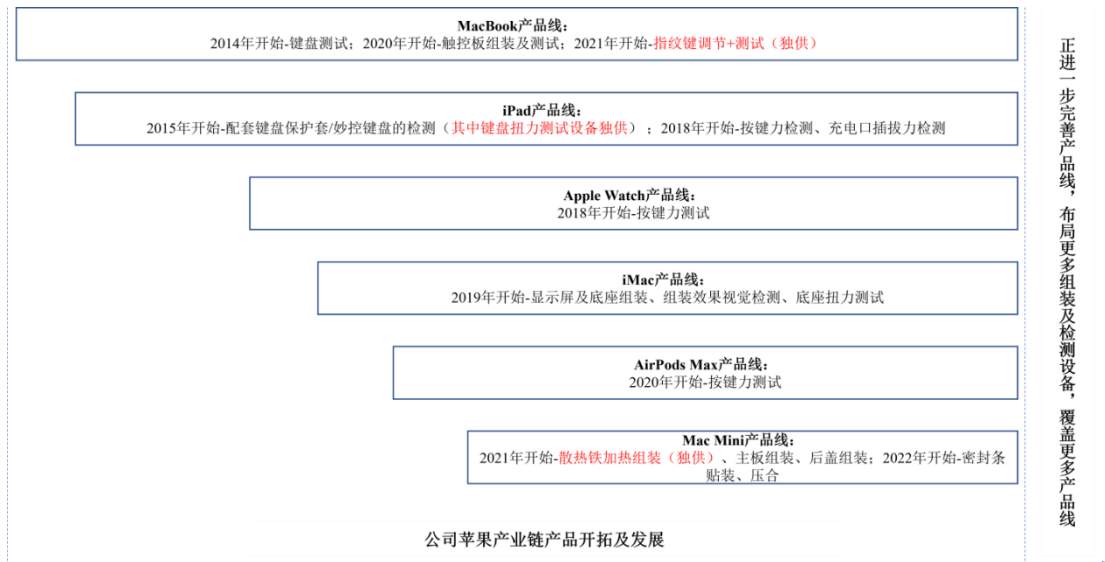 MacBook产品线：
2014年开始-键盘测试；2020年开始-触控板组装及测试；2021年开始-指纹键调节+测试（独供）
iPad产品线：
2015年开始-配套键盘保护套/妙控键盘的检测（其中键盘扭力测试设备独供）；2018年开始-按键力检测、充电口插拔力检测
Apple Watch产品线：
2018年开始-按键力测试
iMac产品线：
2019年开始-显示屏及底座组装、组装效果视觉检测、底座扭力测试
AirPods Max产品线：
2020年开始-按键力测试
Mac Mini产品线：
2021年开始-散热铁加热组装（独供）、主板组装、后盖组装；2022年开始-密封条
贴装、压合
公司苹果产业链产品开拓及发展
正进一步完善产品线，布局更多组装及检测设备，覆盖更多产品线